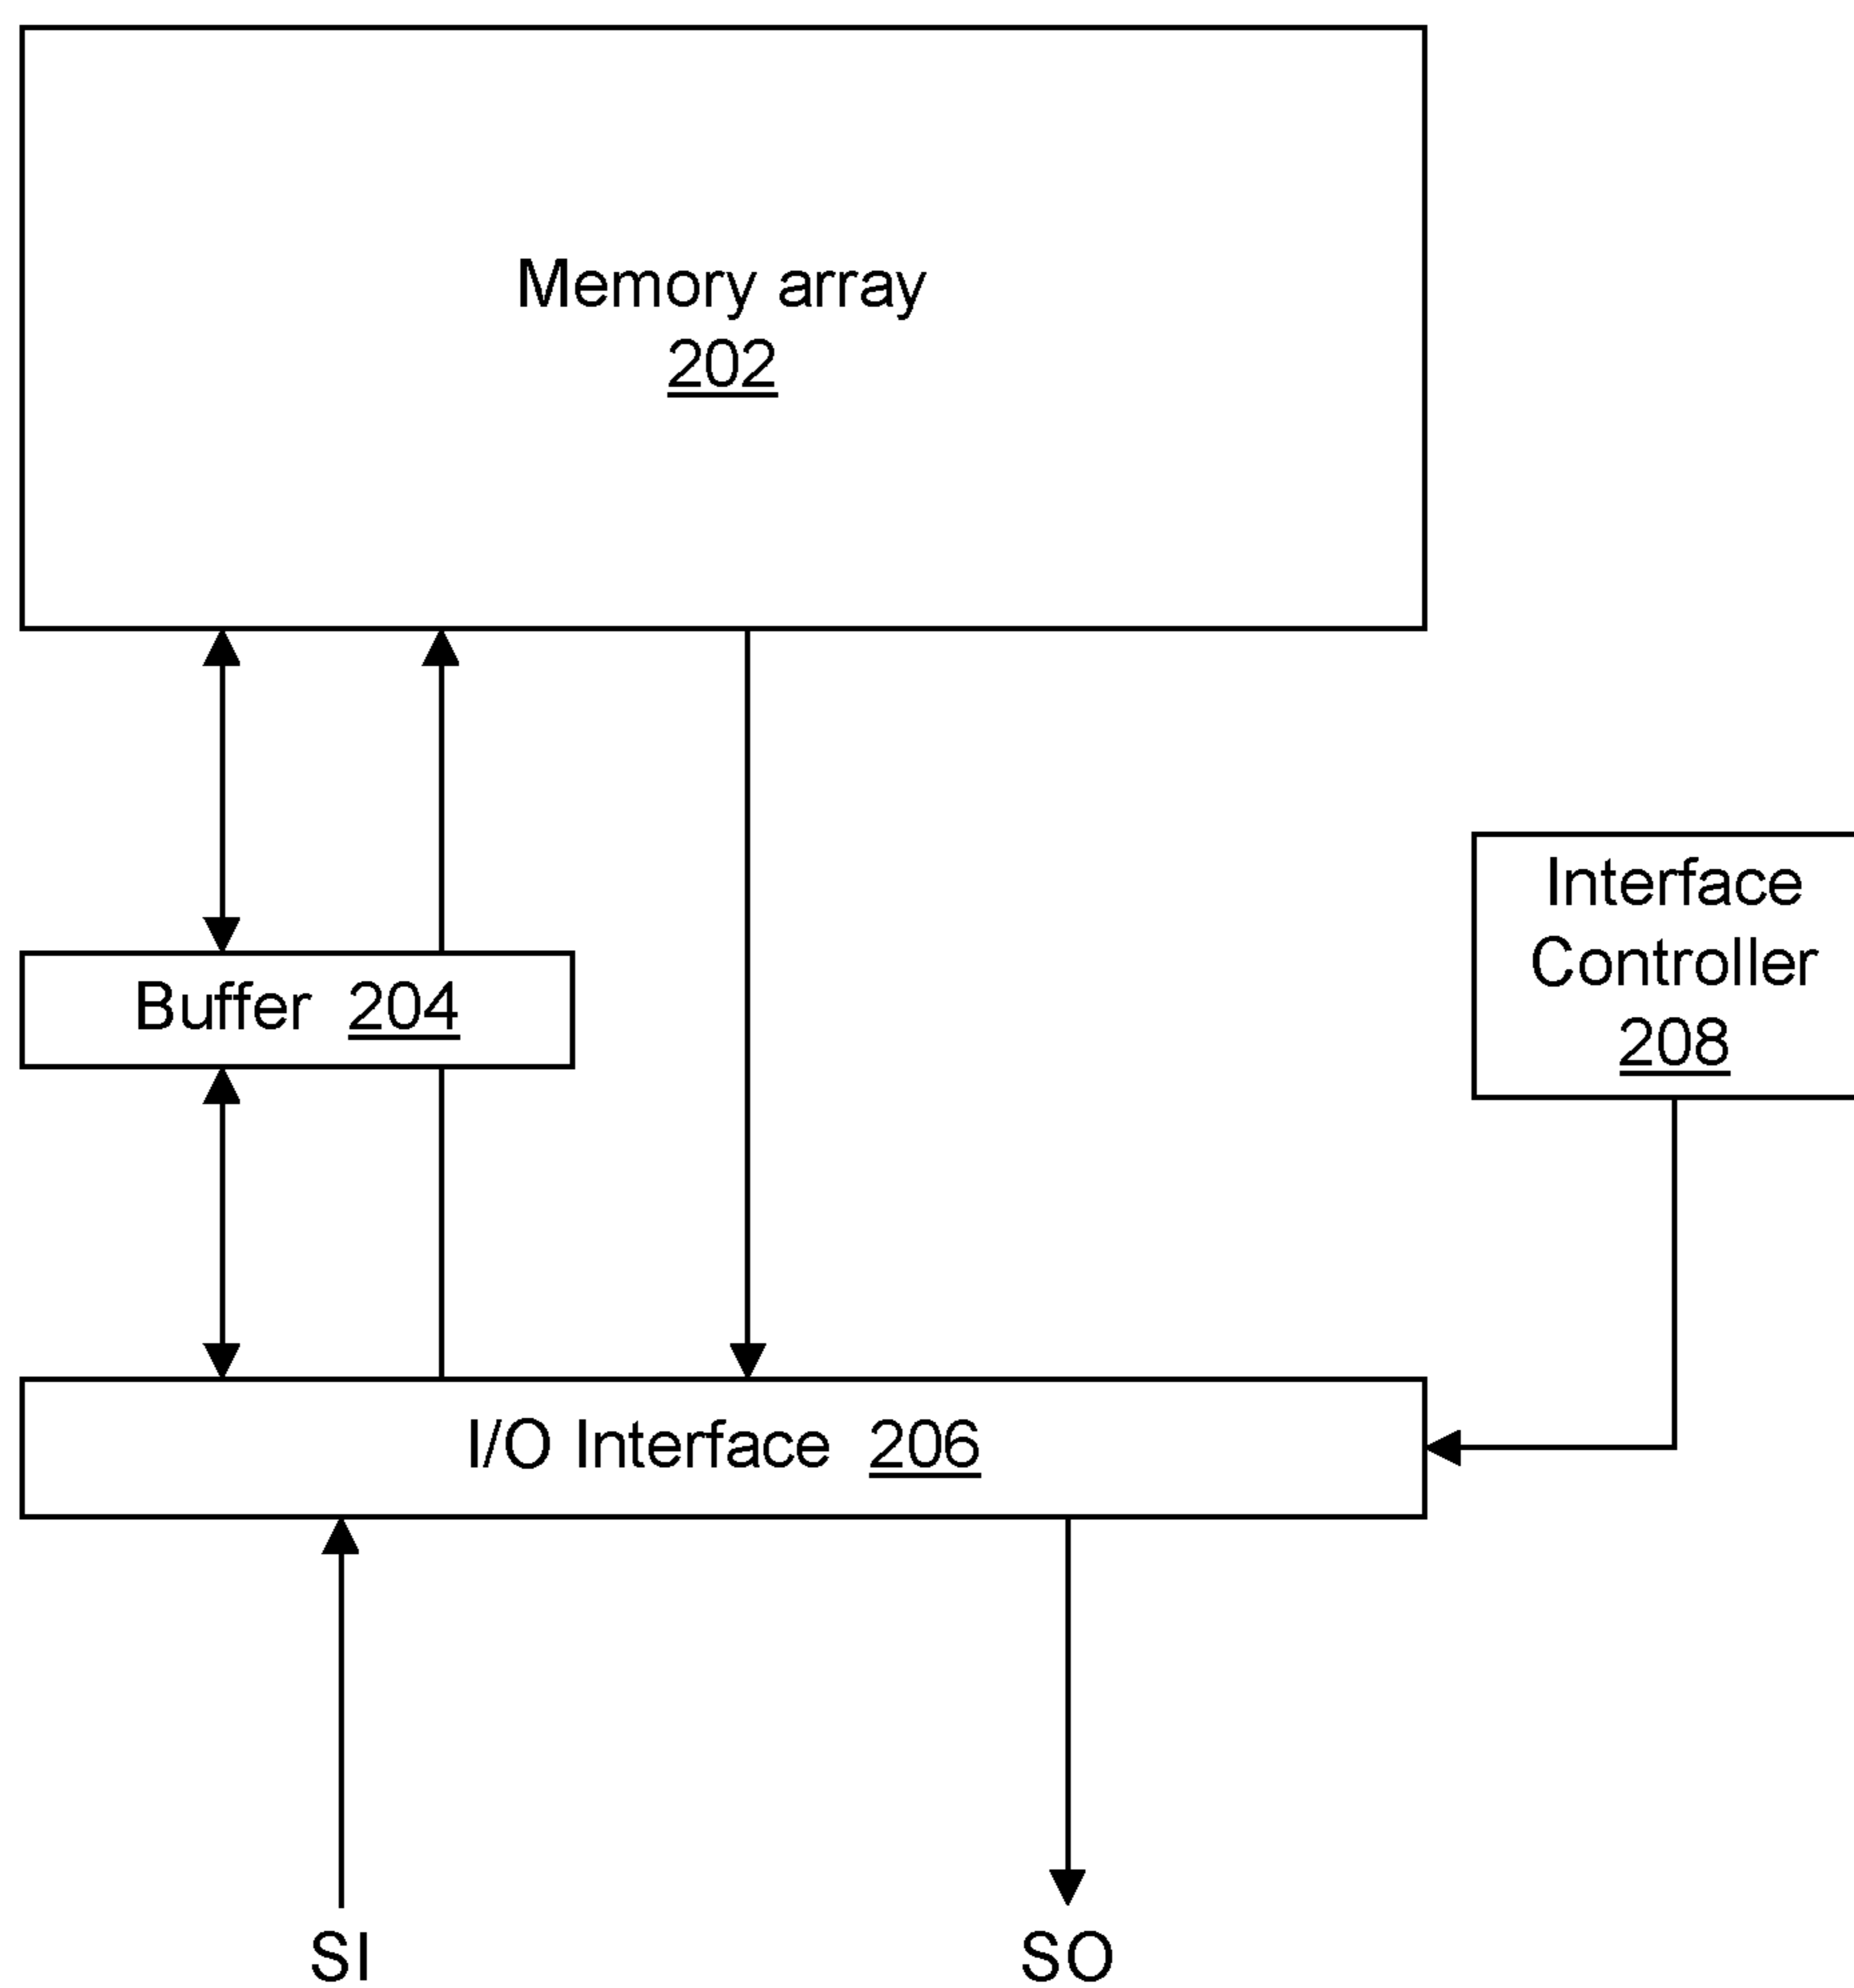 Memory array
202
Interface
Controller
208
Buffer 204
I/O Interface 206
SI
SO